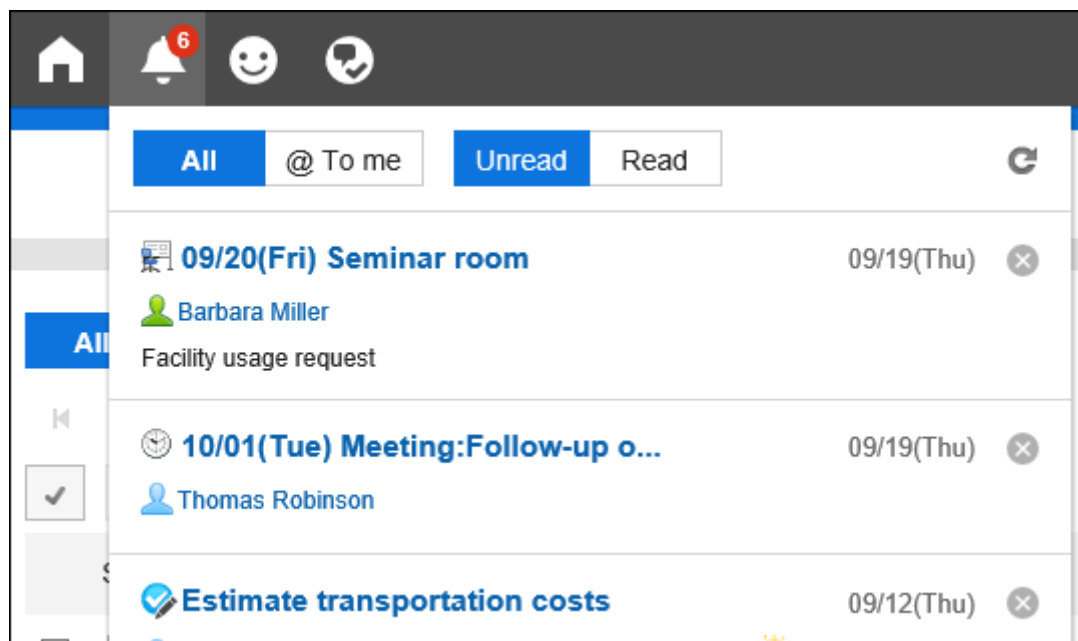 6
All @ To me Unread Read
09/20(Fri) Seminar room 09/19(Thu)
Barbara Miller
Facility usage request
All
10/01(Tue) Meeting:Follow-up o... 09/19(Thu)
Thomas Robinson
Estimate transportation costs 09/12(Thu)